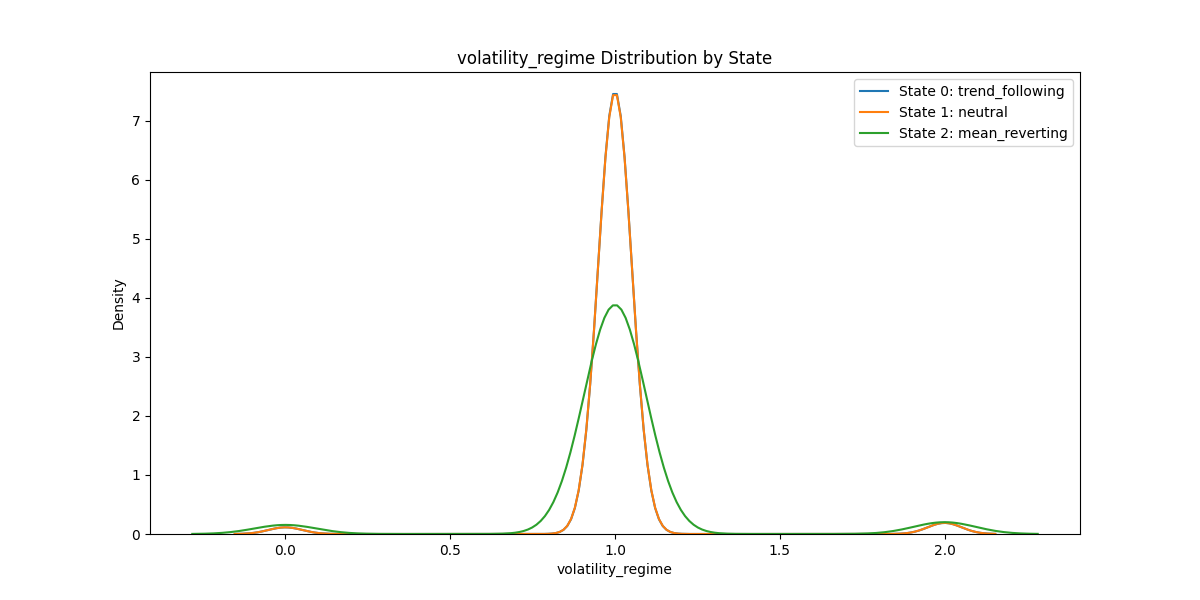 volatility_regime Distribution by State
State 0: trend_following
State 1: neutral
State 2: mean_reverting
Density
7
6
5
4
3
2
1
0
0.0 0.5 1.0 1.5 2.0
volatility_regime